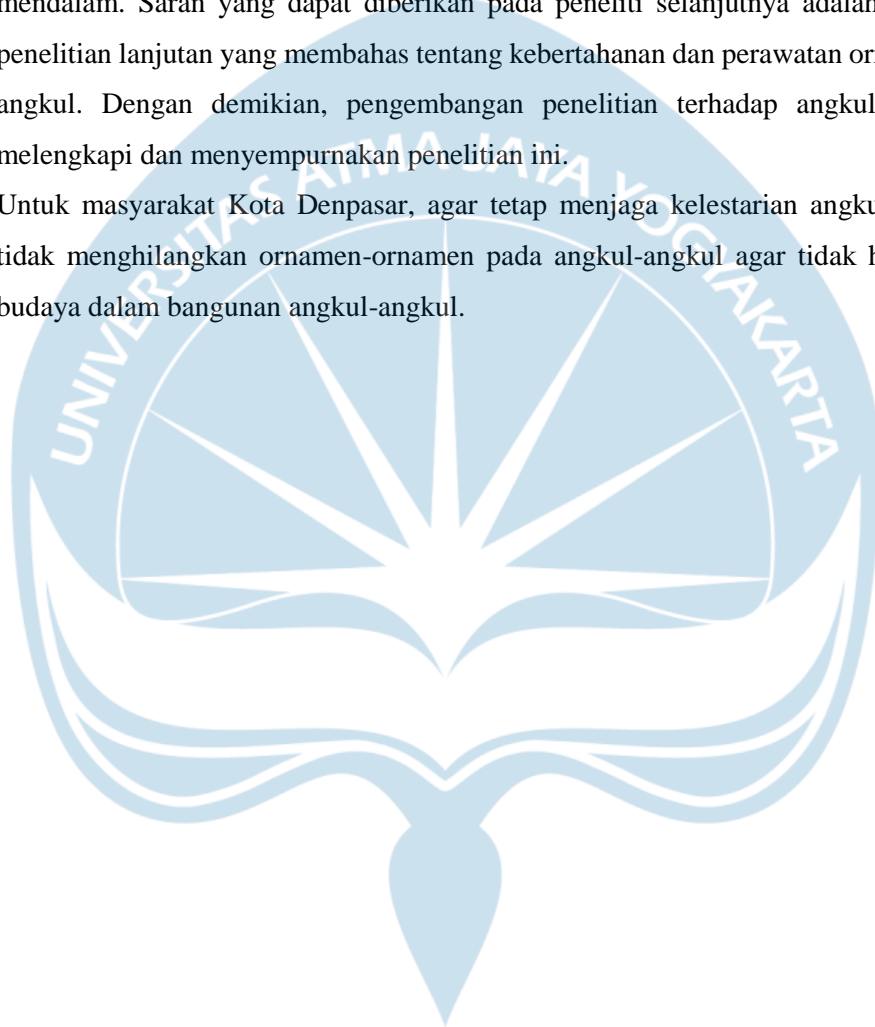 mendalam. Saran yang dapat diberikan pada peneliti selanjutnya adalah
penelitian lanjutan yang membahas tentang kebertahanan dan perawatan
angkul. Dengan demikian, pengembangan penelitian terhadap angkul
melengkapi dan menyempurnakan penelitian ini.
Untuk masyarakat Kota Denpasar, agar tetap menjaga kelestarian
tidak menghilangkan ornamen-ornamen pada angkul-angkul agar tidak
budaya dalam bangunan angkul-angkul.
UNIVERSITAS ATMA JAYA YOGYAKARTA